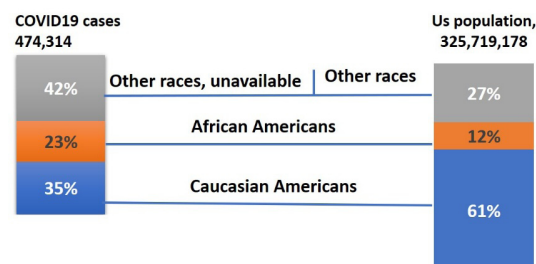 COVID19 cases
474,314
Us population,
325,719,178
42%
Other races, unavailable
Other races
27%
23%
African Americans
12%
35%
Caucasian Americans
61%